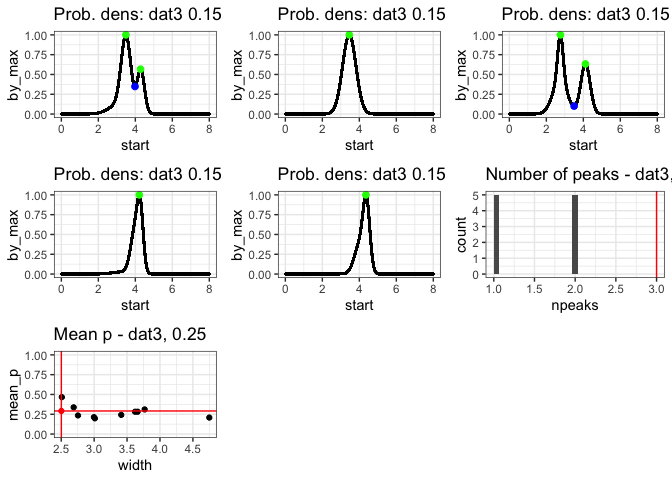 Prob. dens: dat3 0.15 Prob. dens: dat3 0.15 Prob. dens: dat3 0.15
by_max by_max by_max
1.00 1.00 1.00
0.75 0.75 0.75
0.50 0.50 0.50
0.25 0.25 0.25
0.00 0.00 0.00
0 2 4 6 8 0 2 4 6 8 0 2 4 6 8
start start start
Prob. dens: dat3 0.15 Prob. dens: dat3 0.15 Number of peaks - dat3,
by_max by_max count
1.00 1.00 5
0.75 0.75 4
0.50 0.50 3
2
0.25 0.25 1
0.00 0.00 0
0 2 4 6 8 0 2 4 6 8 1.0 1.5 2.0 2.5 3.0
start start npeaks
Mean p - dat3, 0.25
mean_p
1.00
0.75
0.50
0.25
0.00
2.5 3.0 3.5 4.0 4.5
width